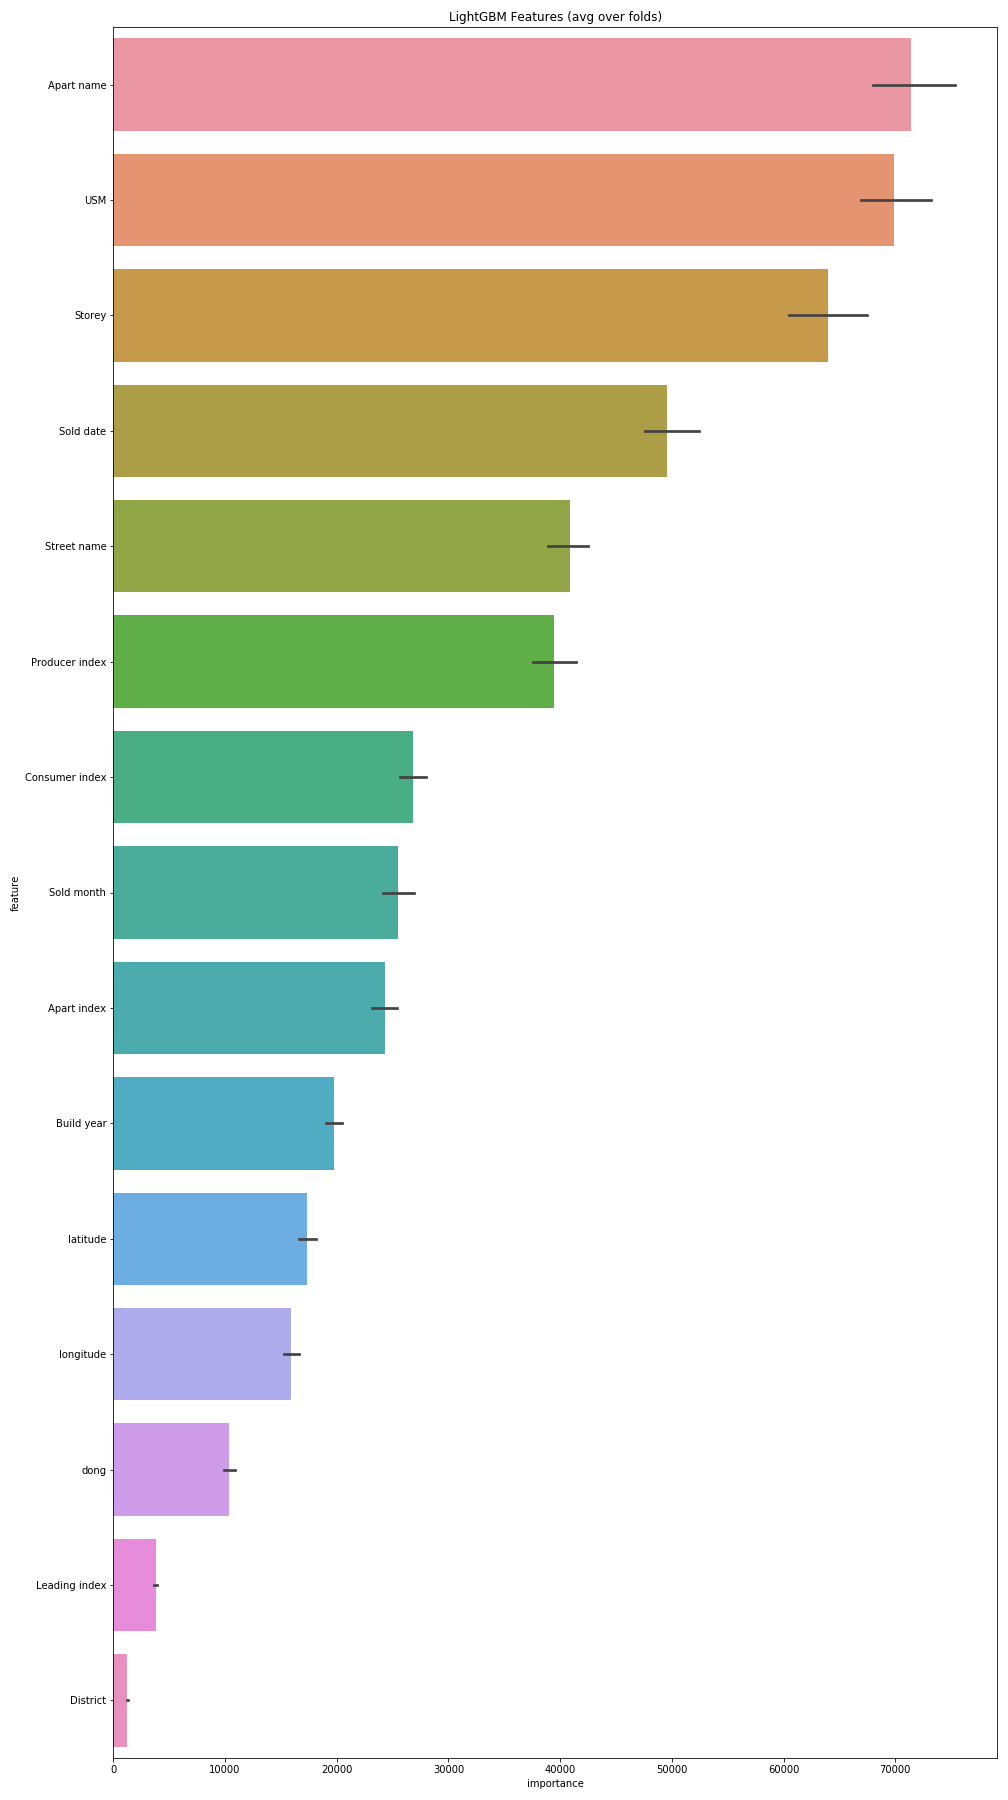 LightGBM Features (avg over folds)
Apart name
USM
Storey
Sold date
Street name
Producer index
Consumer index
Sold month
Apart index
Build year
latitude
longitude
dong
Leading index
District
feature
0 10000 20000 30000 40000 50000 60000 70000
importance